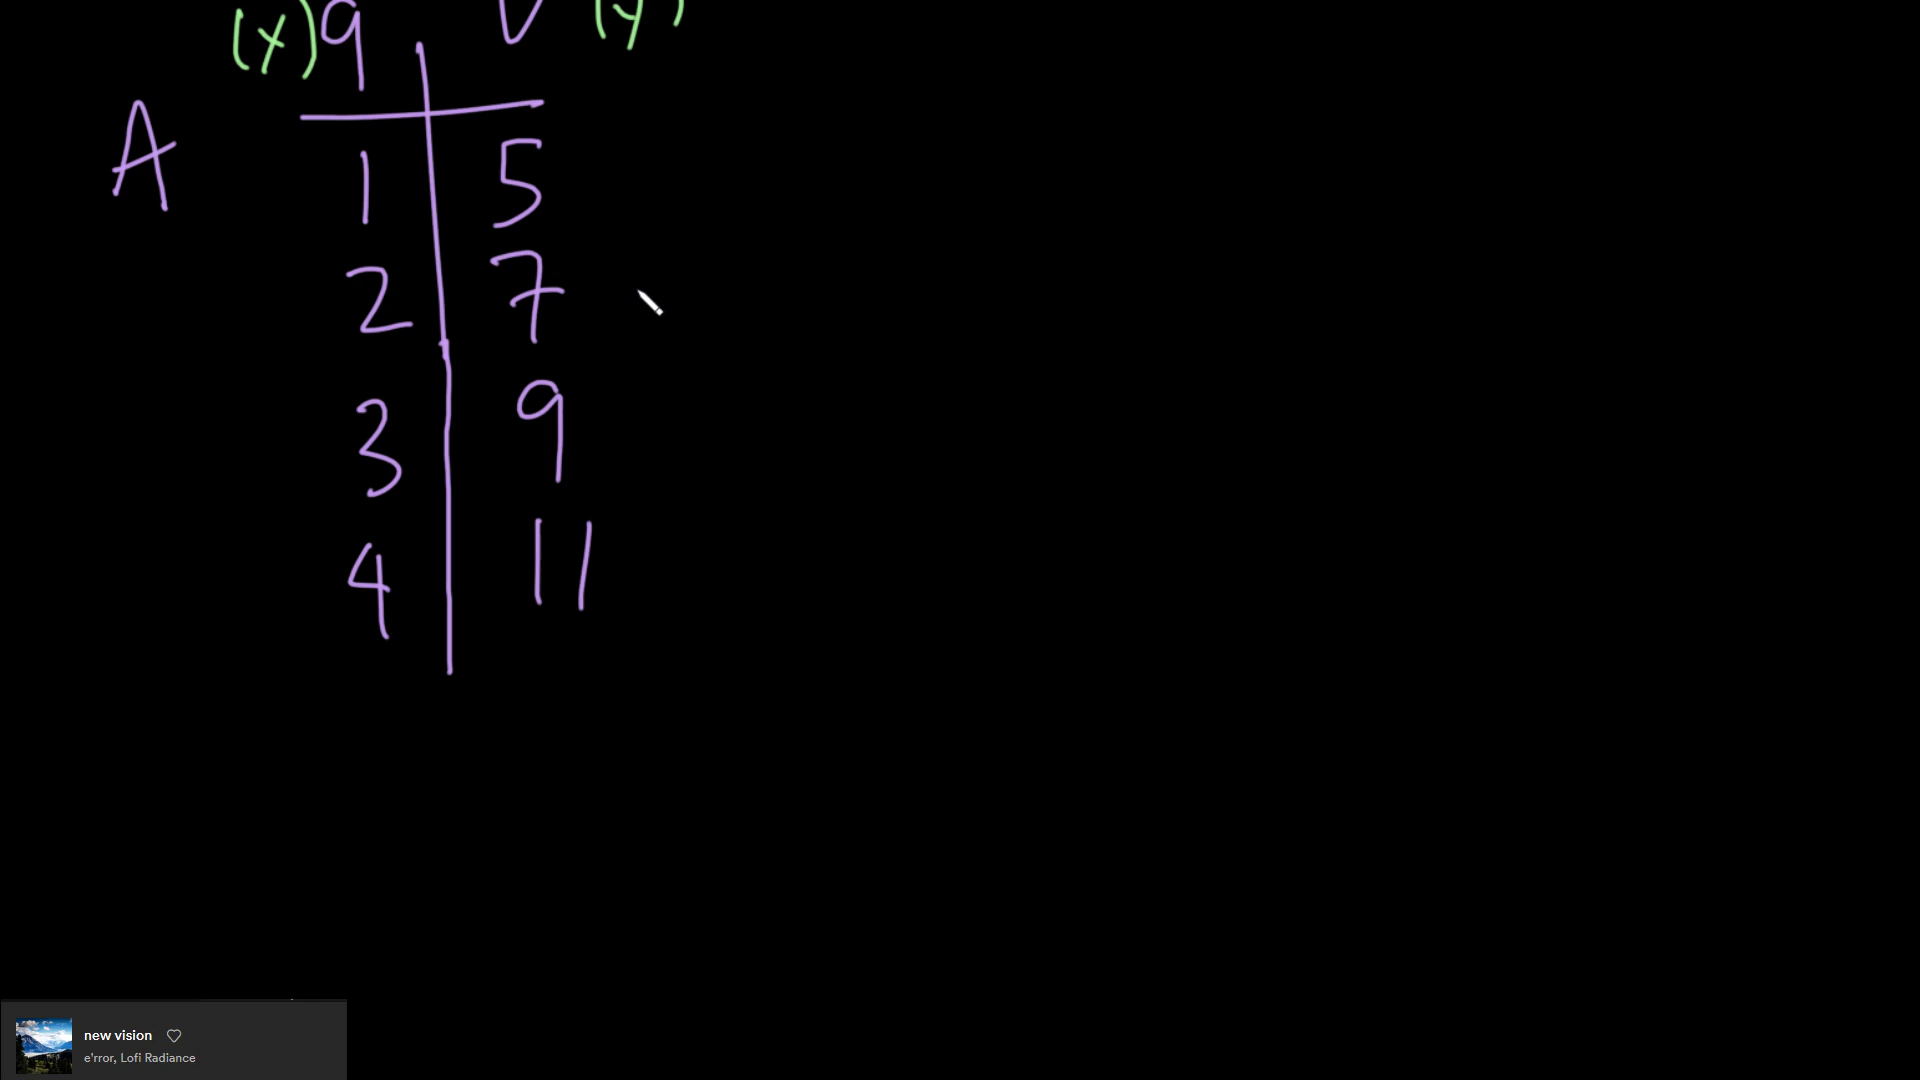 (x) q v (y)
A 1 5
2 7
3 9
4 11
new vision
e'rror, Lofi Radiance